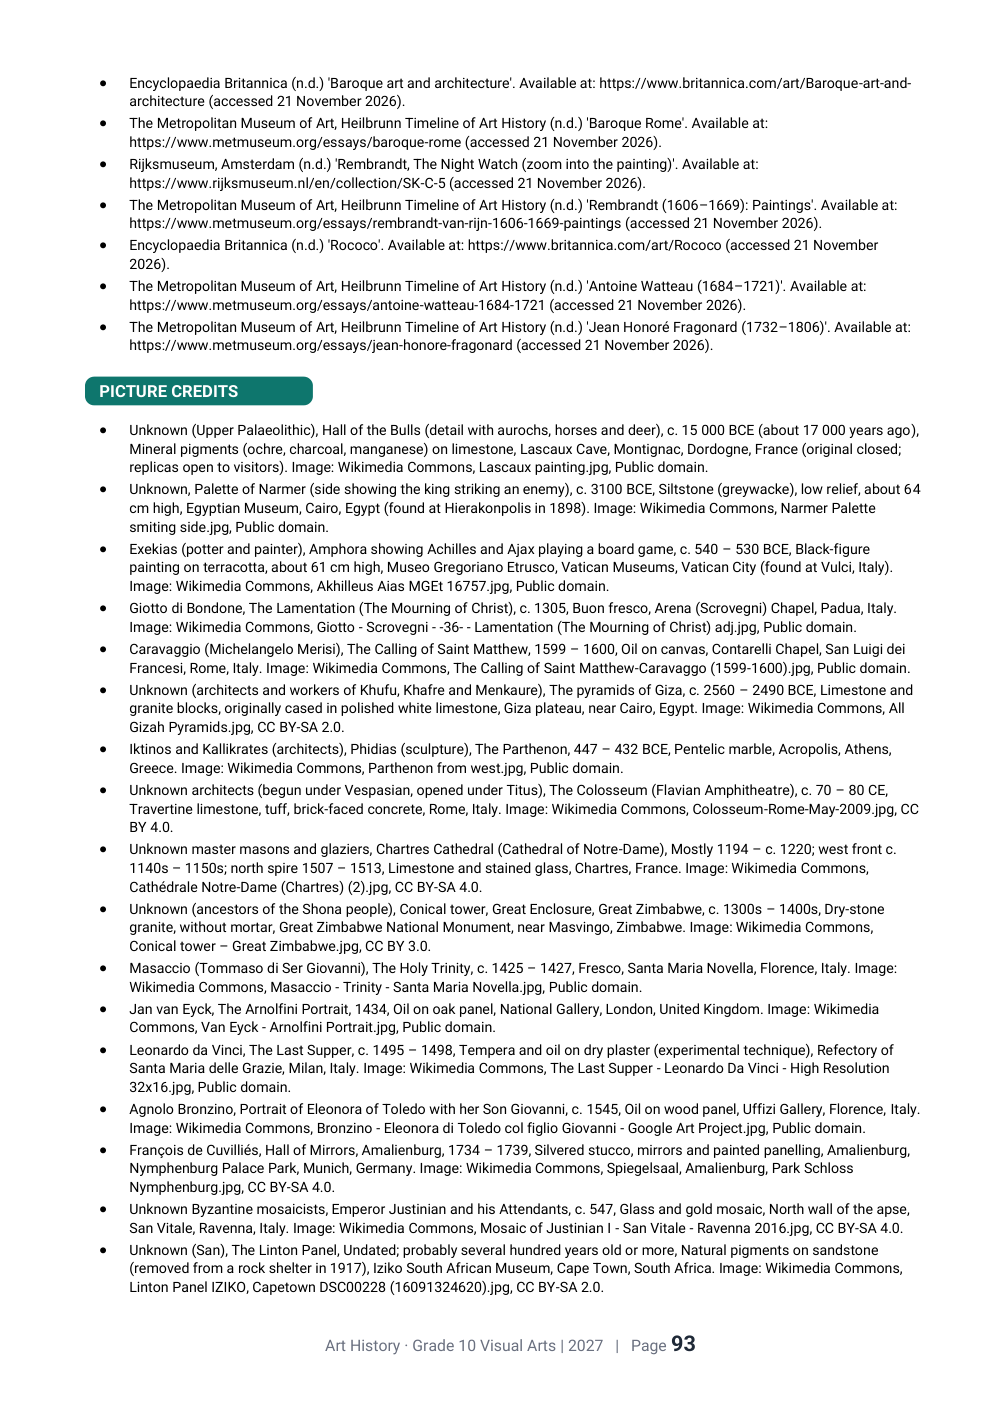 • Encyclopaedia Britannica (n.d.) 'Baroque art and architecture'. Available at: https://www.britannica.com/art/Baroque-art-and-
architecture (accessed 21 November 2026).
• The Metropolitan Museum of Art, Heilbrunn Timeline of Art History (n.d.) 'Baroque Rome'. Available at:
https://www.metmuseum.org/essays/baroque-rome (accessed 21 November 2026).
• Rijksmuseum, Amsterdam (n.d.) 'Rembrandt, The Night Watch (zoom into the painting)'. Available at:
https://www.rijksmuseum.nl/en/collection/SK-C-5 (accessed 21 November 2026).
• The Metropolitan Museum of Art, Heilbrunn Timeline of Art History (n.d.) 'Rembrandt (1606–1669): Paintings'. Available at:
https://www.metmuseum.org/essays/rembrandt-van-rijn-1606-1669-paintings (accessed 21 November 2026).
• Encyclopaedia Britannica (n.d.) 'Rococo'. Available at: https://www.britannica.com/art/Rococo (accessed 21 November
2026).
• The Metropolitan Museum of Art, Heilbrunn Timeline of Art History (n.d.) 'Antoine Watteau (1684–1721)'. Available at:
https://www.metmuseum.org/essays/antoine-watteau-1684-1721 (accessed 21 November 2026).
• The Metropolitan Museum of Art, Heilbrunn Timeline of Art History (n.d.) 'Jean Honoré Fragonard (1732–1806)'. Available at:
https://www.metmuseum.org/essays/jean-honore-fragonard (accessed 21 November 2026).
PICTURE CREDITS
• Unknown (Upper Palaeolithic), Hall of the Bulls (detail with aurochs, horses and deer), c. 15 000 BCE (about 17 000 years ago),
Mineral pigments (ochre, charcoal, manganese) on limestone, Lascaux Cave, Montignac, Dordogne, France (original closed;
replicas open to visitors). Image: Wikimedia Commons, Lascaux painting.jpg, Public domain.
• Unknown, Palette of Narmer (side showing the king striking an enemy), c. 3100 BCE, Siltstone (greywacke), low relief, about 64
cm high, Egyptian Museum, Cairo, Egypt (found at Hierakonpolis in 1898). Image: Wikimedia Commons, Narmer Palette
smiting side.jpg, Public domain.
• Exekias (potter and painter), Amphora showing Achilles and Ajax playing a board game, c. 540 – 530 BCE, Black-figure
painting on terracotta, about 61 cm high, Museo Gregoriano Etrusco, Vatican Museums, Vatican City (found at Vulci, Italy).
Image: Wikimedia Commons, Akhilleus Aias MGEt 16757.jpg, Public domain.
• Giotto di Bondone, The Lamentation (The Mourning of Christ), c. 1305, Buon fresco, Arena (Scrovegni) Chapel, Padua, Italy.
Image: Wikimedia Commons, Giotto - Scrovegni - -36- - Lamentation (The Mourning of Christ) adj.jpg, Public domain.
• Caravaggio (Michelangelo Merisi), The Calling of Saint Matthew, 1599 – 1600, Oil on canvas, Contarelli Chapel, San Luigi dei
Francesi, Rome, Italy. Image: Wikimedia Commons, The Calling of Saint Matthew-Caravaggo (1599-1600).jpg, Public domain.
• Unknown (architects and workers of Khufu, Khafre and Menkaure), The pyramids of Giza, c. 2560 – 2490 BCE, Limestone and
granite blocks, originally cased in polished white limestone, Giza plateau, near Cairo, Egypt. Image: Wikimedia Commons, All
Gizah Pyramids.jpg, CC BY-SA 2.0.
• Iktinos and Kallikrates (architects), Phidias (sculpture), The Parthenon, 447 – 432 BCE, Pentelic marble, Acropolis, Athens,
Greece. Image: Wikimedia Commons, Parthenon from west.jpg, Public domain.
• Unknown architects (begun under Vespasian, opened under Titus), The Colosseum (Flavian Amphitheatre), c. 70 – 80 CE,
Travertine limestone, tuff, brick-faced concrete, Rome, Italy. Image: Wikimedia Commons, Colosseum-Rome-May-2009.jpg, CC
BY 4.0.
• Unknown master masons and glaziers, Chartres Cathedral (Cathedral of Notre-Dame), Mostly 1194 – c. 1220; west front c.
1140s – 1150s; north spire 1507 – 1513, Limestone and stained glass, Chartres, France. Image: Wikimedia Commons,
Cathédrale Notre-Dame (Chartres) (2).jpg, CC BY-SA 4.0.
• Unknown (ancestors of the Shona people), Conical tower, Great Enclosure, Great Zimbabwe, c. 1300s – 1400s, Dry-stone
granite, without mortar, Great Zimbabwe National Monument, near Masvingo, Zimbabwe. Image: Wikimedia Commons,
Conical tower – Great Zimbabwe.jpg, CC BY 3.0.
• Masaccio (Tommaso di Ser Giovanni), The Holy Trinity, c. 1425 – 1427, Fresco, Santa Maria Novella, Florence, Italy. Image:
Wikimedia Commons, Masaccio - Trinity - Santa Maria Novella.jpg, Public domain.
• Jan van Eyck, The Arnolfini Portrait, 1434, Oil on oak panel, National Gallery, London, United Kingdom. Image: Wikimedia
Commons, Van Eyck - Arnolfini Portrait.jpg, Public domain.
• Leonardo da Vinci, The Last Supper, c. 1495 – 1498, Tempera and oil on dry plaster (experimental technique), Refectory of
Santa Maria delle Grazie, Milan, Italy. Image: Wikimedia Commons, The Last Supper - Leonardo Da Vinci - High Resolution
32x16.jpg, Public domain.
• Agnolo Bronzino, Portrait of Eleonora of Toledo with her Son Giovanni, c. 1545, Oil on wood panel, Uffizi Gallery, Florence, Italy.
Image: Wikimedia Commons, Bronzino - Eleonora di Toledo col figlio Giovanni - Google Art Project.jpg, Public domain.
• François de Cuvilliés, Hall of Mirrors, Amalienburg, 1734 – 1739, Silvered stucco, mirrors and painted panelling, Amalienburg,
Nymphenburg Palace Park, Munich, Germany. Image: Wikimedia Commons, Spiegelsaal, Amalienburg, Park Schloss
Nymphenburg.jpg, CC BY-SA 4.0.
• Unknown Byzantine mosaicists, Emperor Justinian and his Attendants, c. 547, Glass and gold mosaic, North wall of the apse,
San Vitale, Ravenna, Italy. Image: Wikimedia Commons, Mosaic of Justinian I - San Vitale - Ravenna 2016.jpg, CC BY-SA 4.0.
• Unknown (San), The Linton Panel, Undated; probably several hundred years old or more, Natural pigments on sandstone
(removed from a rock shelter in 1917), Iziko South African Museum, Cape Town, South Africa. Image: Wikimedia Commons,
Linton Panel IZIKO, Capetown DSC00228 (16091324620).jpg, CC BY-SA 2.0.
Art History · Grade 10 Visual Arts | 2027 | Page 93